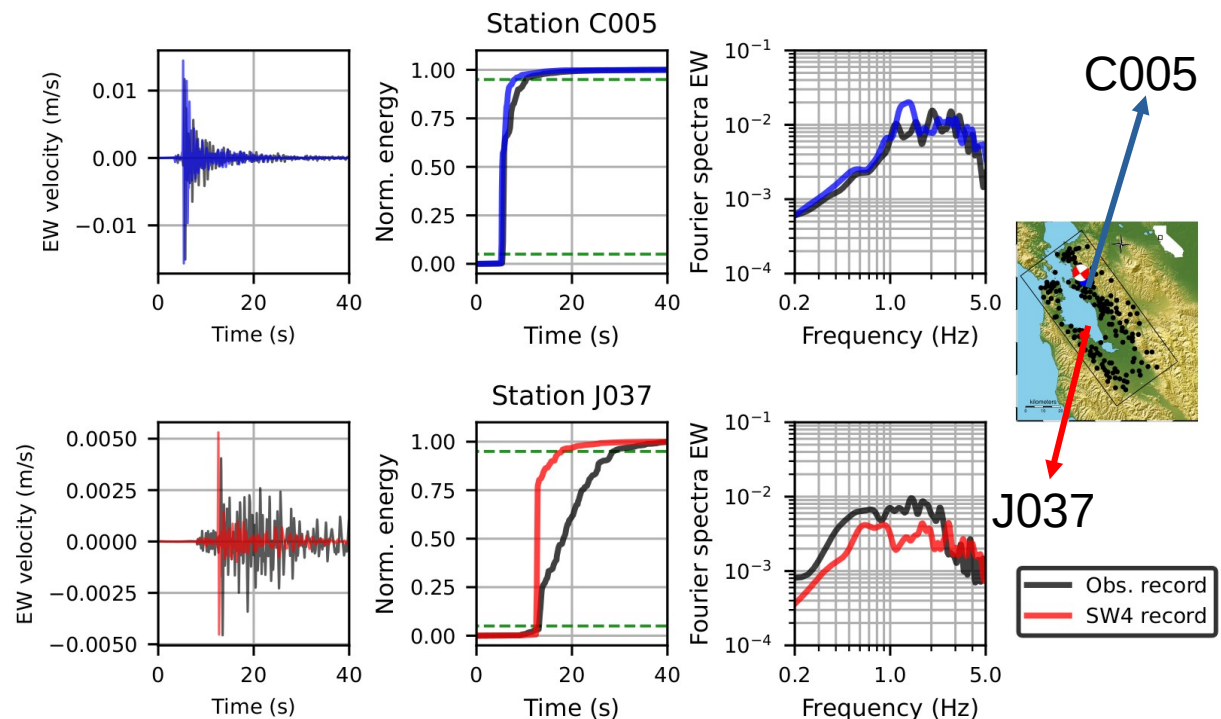 Station C005
EW velocity (m/s)
0.01
0.00
−0.01
0
20
40
Time (s)
Norm. energy
1.00
0.75
0.50
0.25
0.00
0
20
40
Time (s)
Fourier spectra EW
10⁻¹
10⁻²
10⁻³
10⁻⁴
0.2
1.0
5.0
Frequency (Hz)
C005
kilometers
Station J037
EW velocity (m/s)
0.0050
0.0025
0.0000
−0.0025
−0.0050
0
10
20
30
40
Time (s)
Norm. energy
1.00
0.75
0.50
0.25
0.00
0
20
40
Time (s)
Fourier spectra EW
10⁻¹
10⁻²
10⁻³
10⁻⁴
0.2
1.0
5.0
Frequency (Hz)
J037
Obs. record
SW4 record